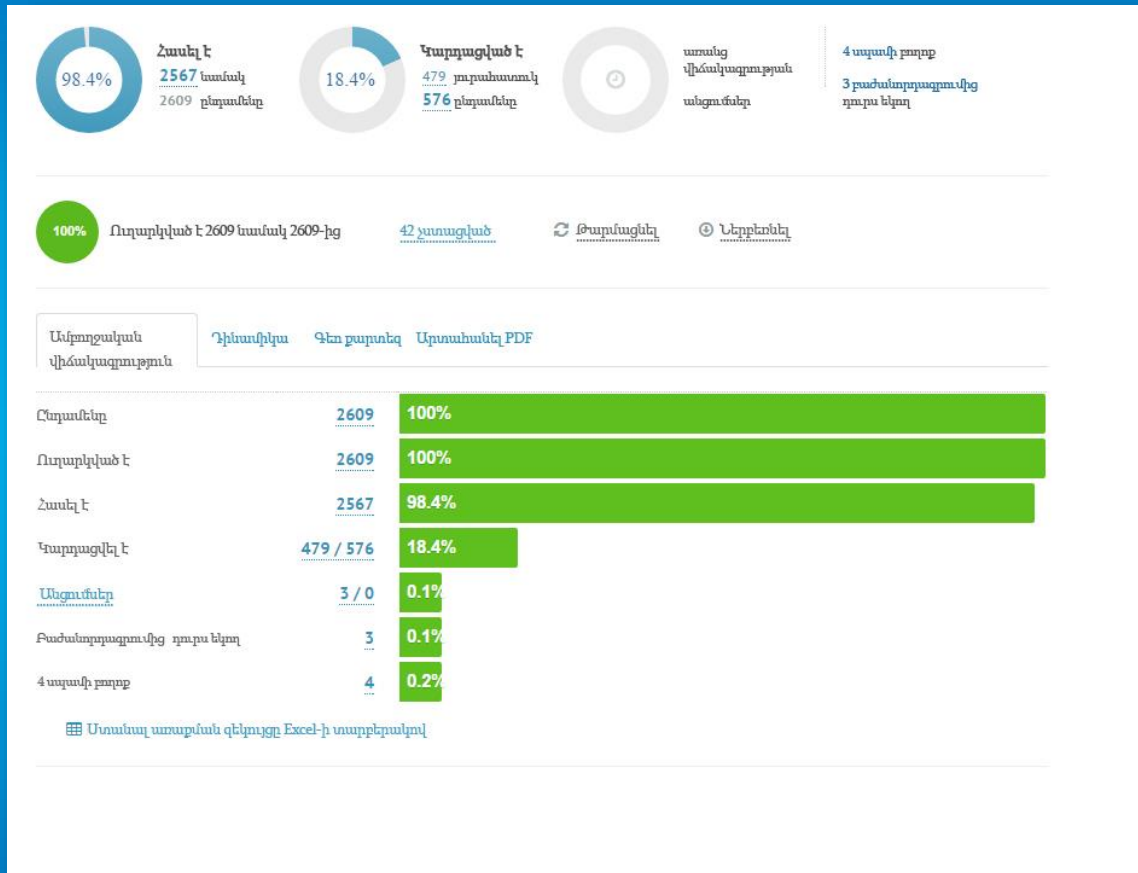 98.4%
Հասել է
2567 նամակ
2609 ընդամենը
18.4%
Կարդացված է
479 յուրահատուկ
576 ընդամենը
առանց
վիճակագրության
անցումներ
4 սպամի բողոք
3 բաժանորդագրումից
դուրս եկող
100%
Ուղարկված է 2609 նամակ 2609-ից
42 չստացված
Թարմացնել
Ներբեռնել
Ամբողջական
վիճակագրություն
Դինամիկա
Գեո քարտեզ
Արտահանել PDF
Ընդամենը 2609 100%
Ուղարկված է 2609 100%
Հասել է 2567 98.4%
Կարդացվել է 479 / 576 18.4%
Անցումներ 3 / 0 0.1%
Բաժանորդագրումից դուրս եկող 3 0.1%
4 սպամի բողոք 4 0.2%
Ստանալ առաքման զեկույցը Excel-ի տարբերակով